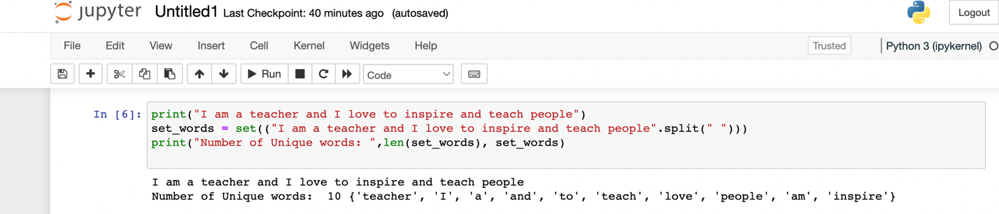 jupyter Untitled1 Last Checkpoint: 40 minutes ago (autosaved) Logout
File Edit View Insert Cell Kernel Widgets Help Trusted Python 3 (ipykernel)
Run Code
In [6]: print("I am a teacher and I love to inspire and teach people")
set_words = set(("I am a teacher and I love to inspire and teach people".split(" ")))
print("Number of Unique words: ",len(set_words), set_words)
I am a teacher and I love to inspire and teach people
Number of Unique words:  10 {'teacher', 'I', 'a', 'and', 'to', 'teach', 'love', 'people', 'am', 'inspire'}